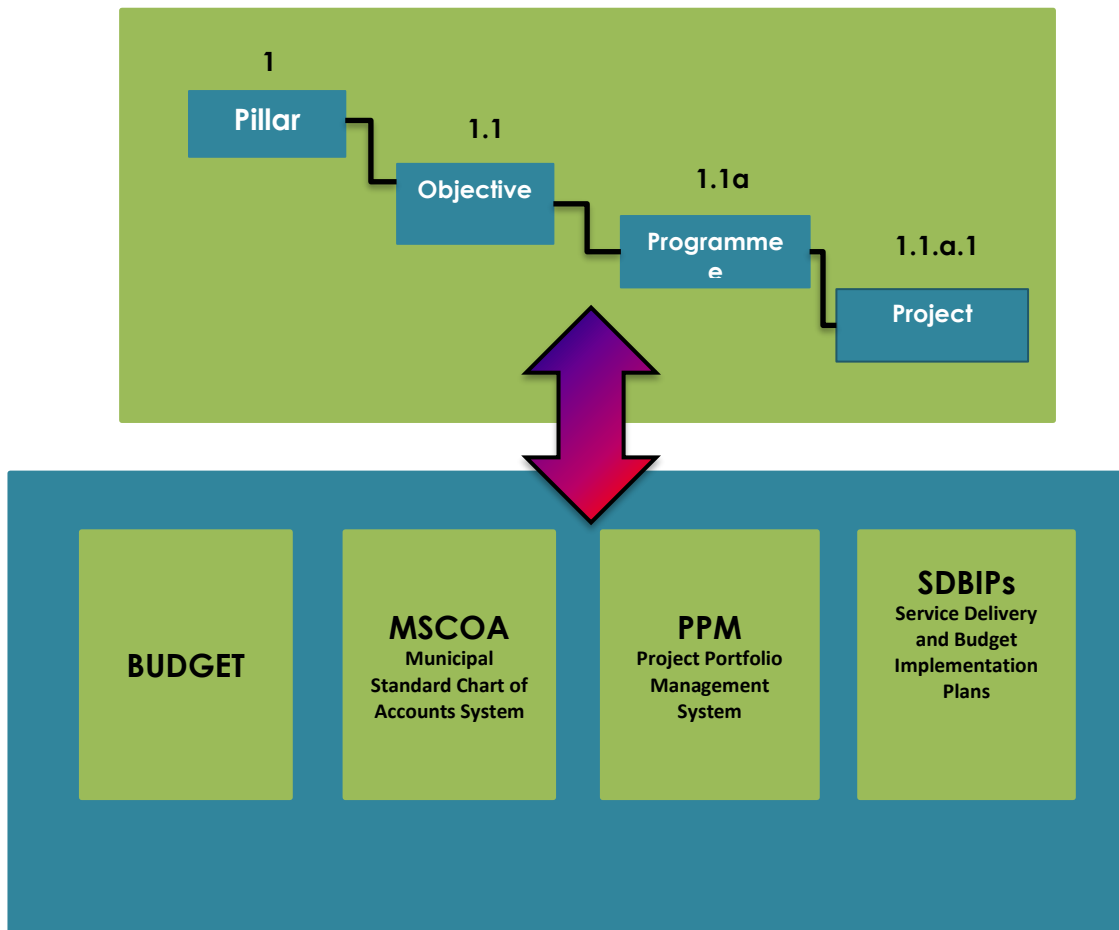 1
Pillar
1.1
Objective
1.1a
Programme
e
1.1.a.1
Project
BUDGET
MSCOA
Municipal
Standard Chart of
Accounts System
PPM
Project Portfolio
Management
System
SDBIPs
Service Delivery
and Budget
Implementation
Plans